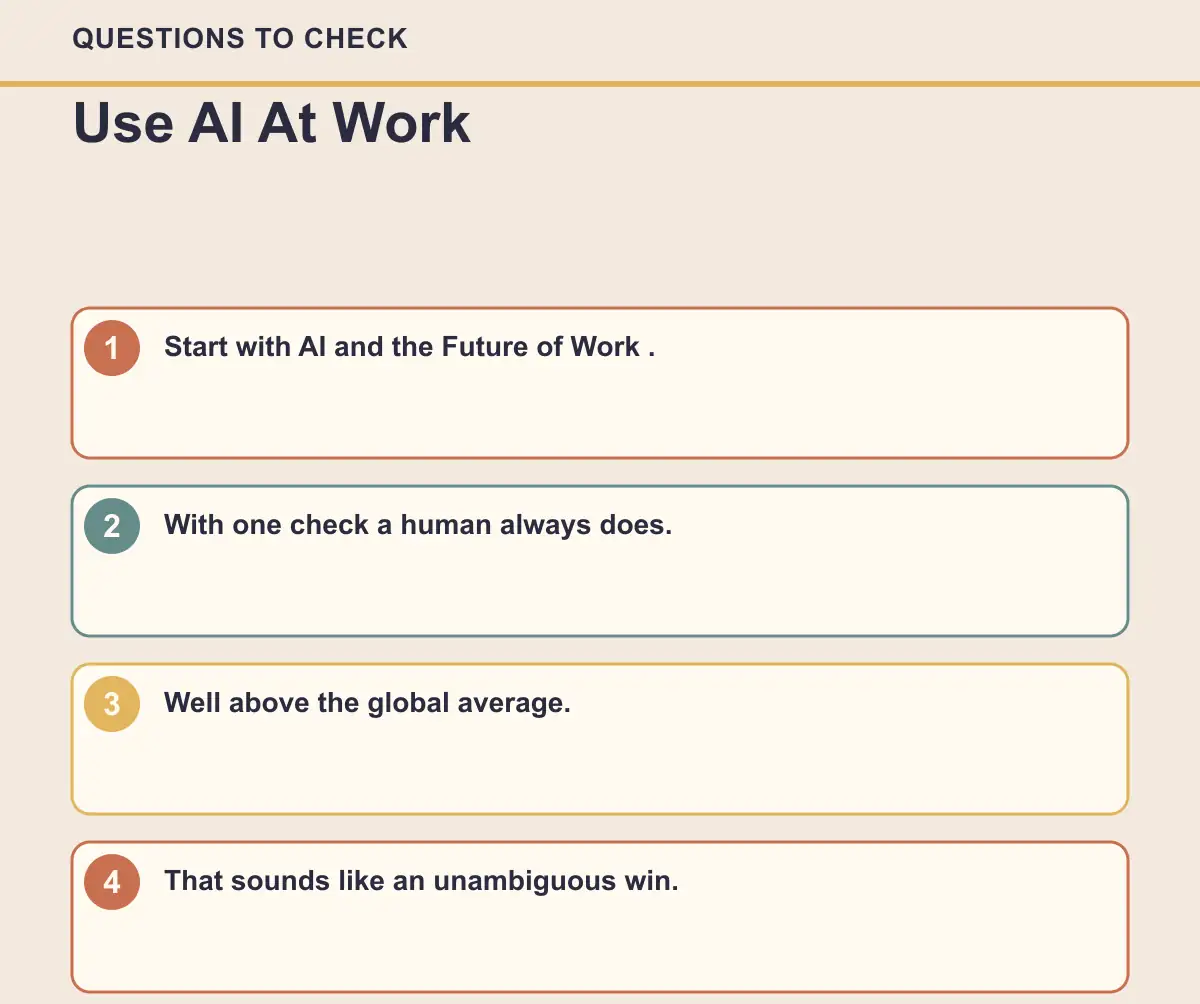 QUESTIONS TO CHECK
Use AI At Work
1
Start with AI and the Future of Work .
2
With one check a human always does.
3
Well above the global average.
4
That sounds like an unambiguous win.